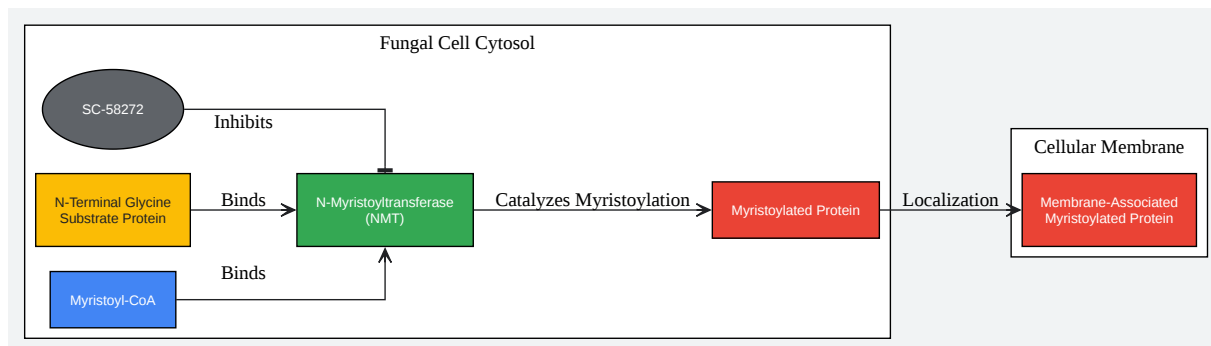 Fungal Cell Cytosol
SC-58272
Inhibits
N-Terminal Glycine
Substrate Protein
Binds
N-Myristoyltransferase
(NMT)
Catalyzes Myristoylation
Myristoylated Protein
Localization
Cellular Membrane
Membrane-Associated
Myristoylated Protein
Myristoyl-CoA
Binds